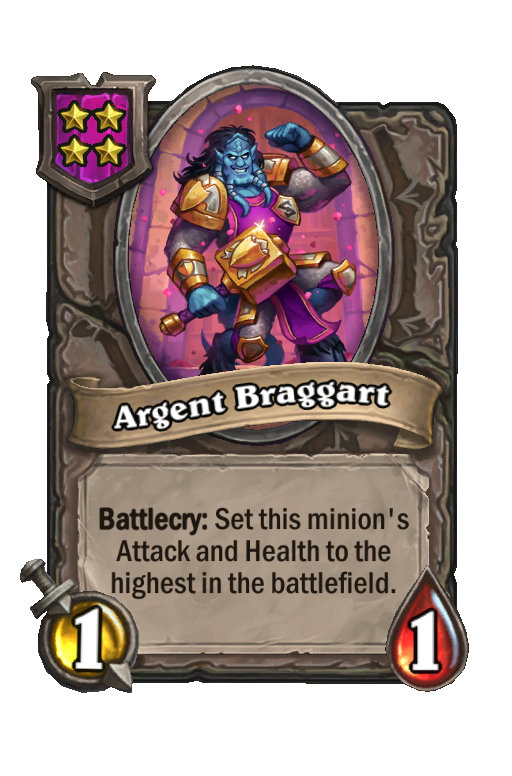 Argent Braggart
Battlecry: Set this minion's
Attack and Health to the
highest in the battlefield.
1
1